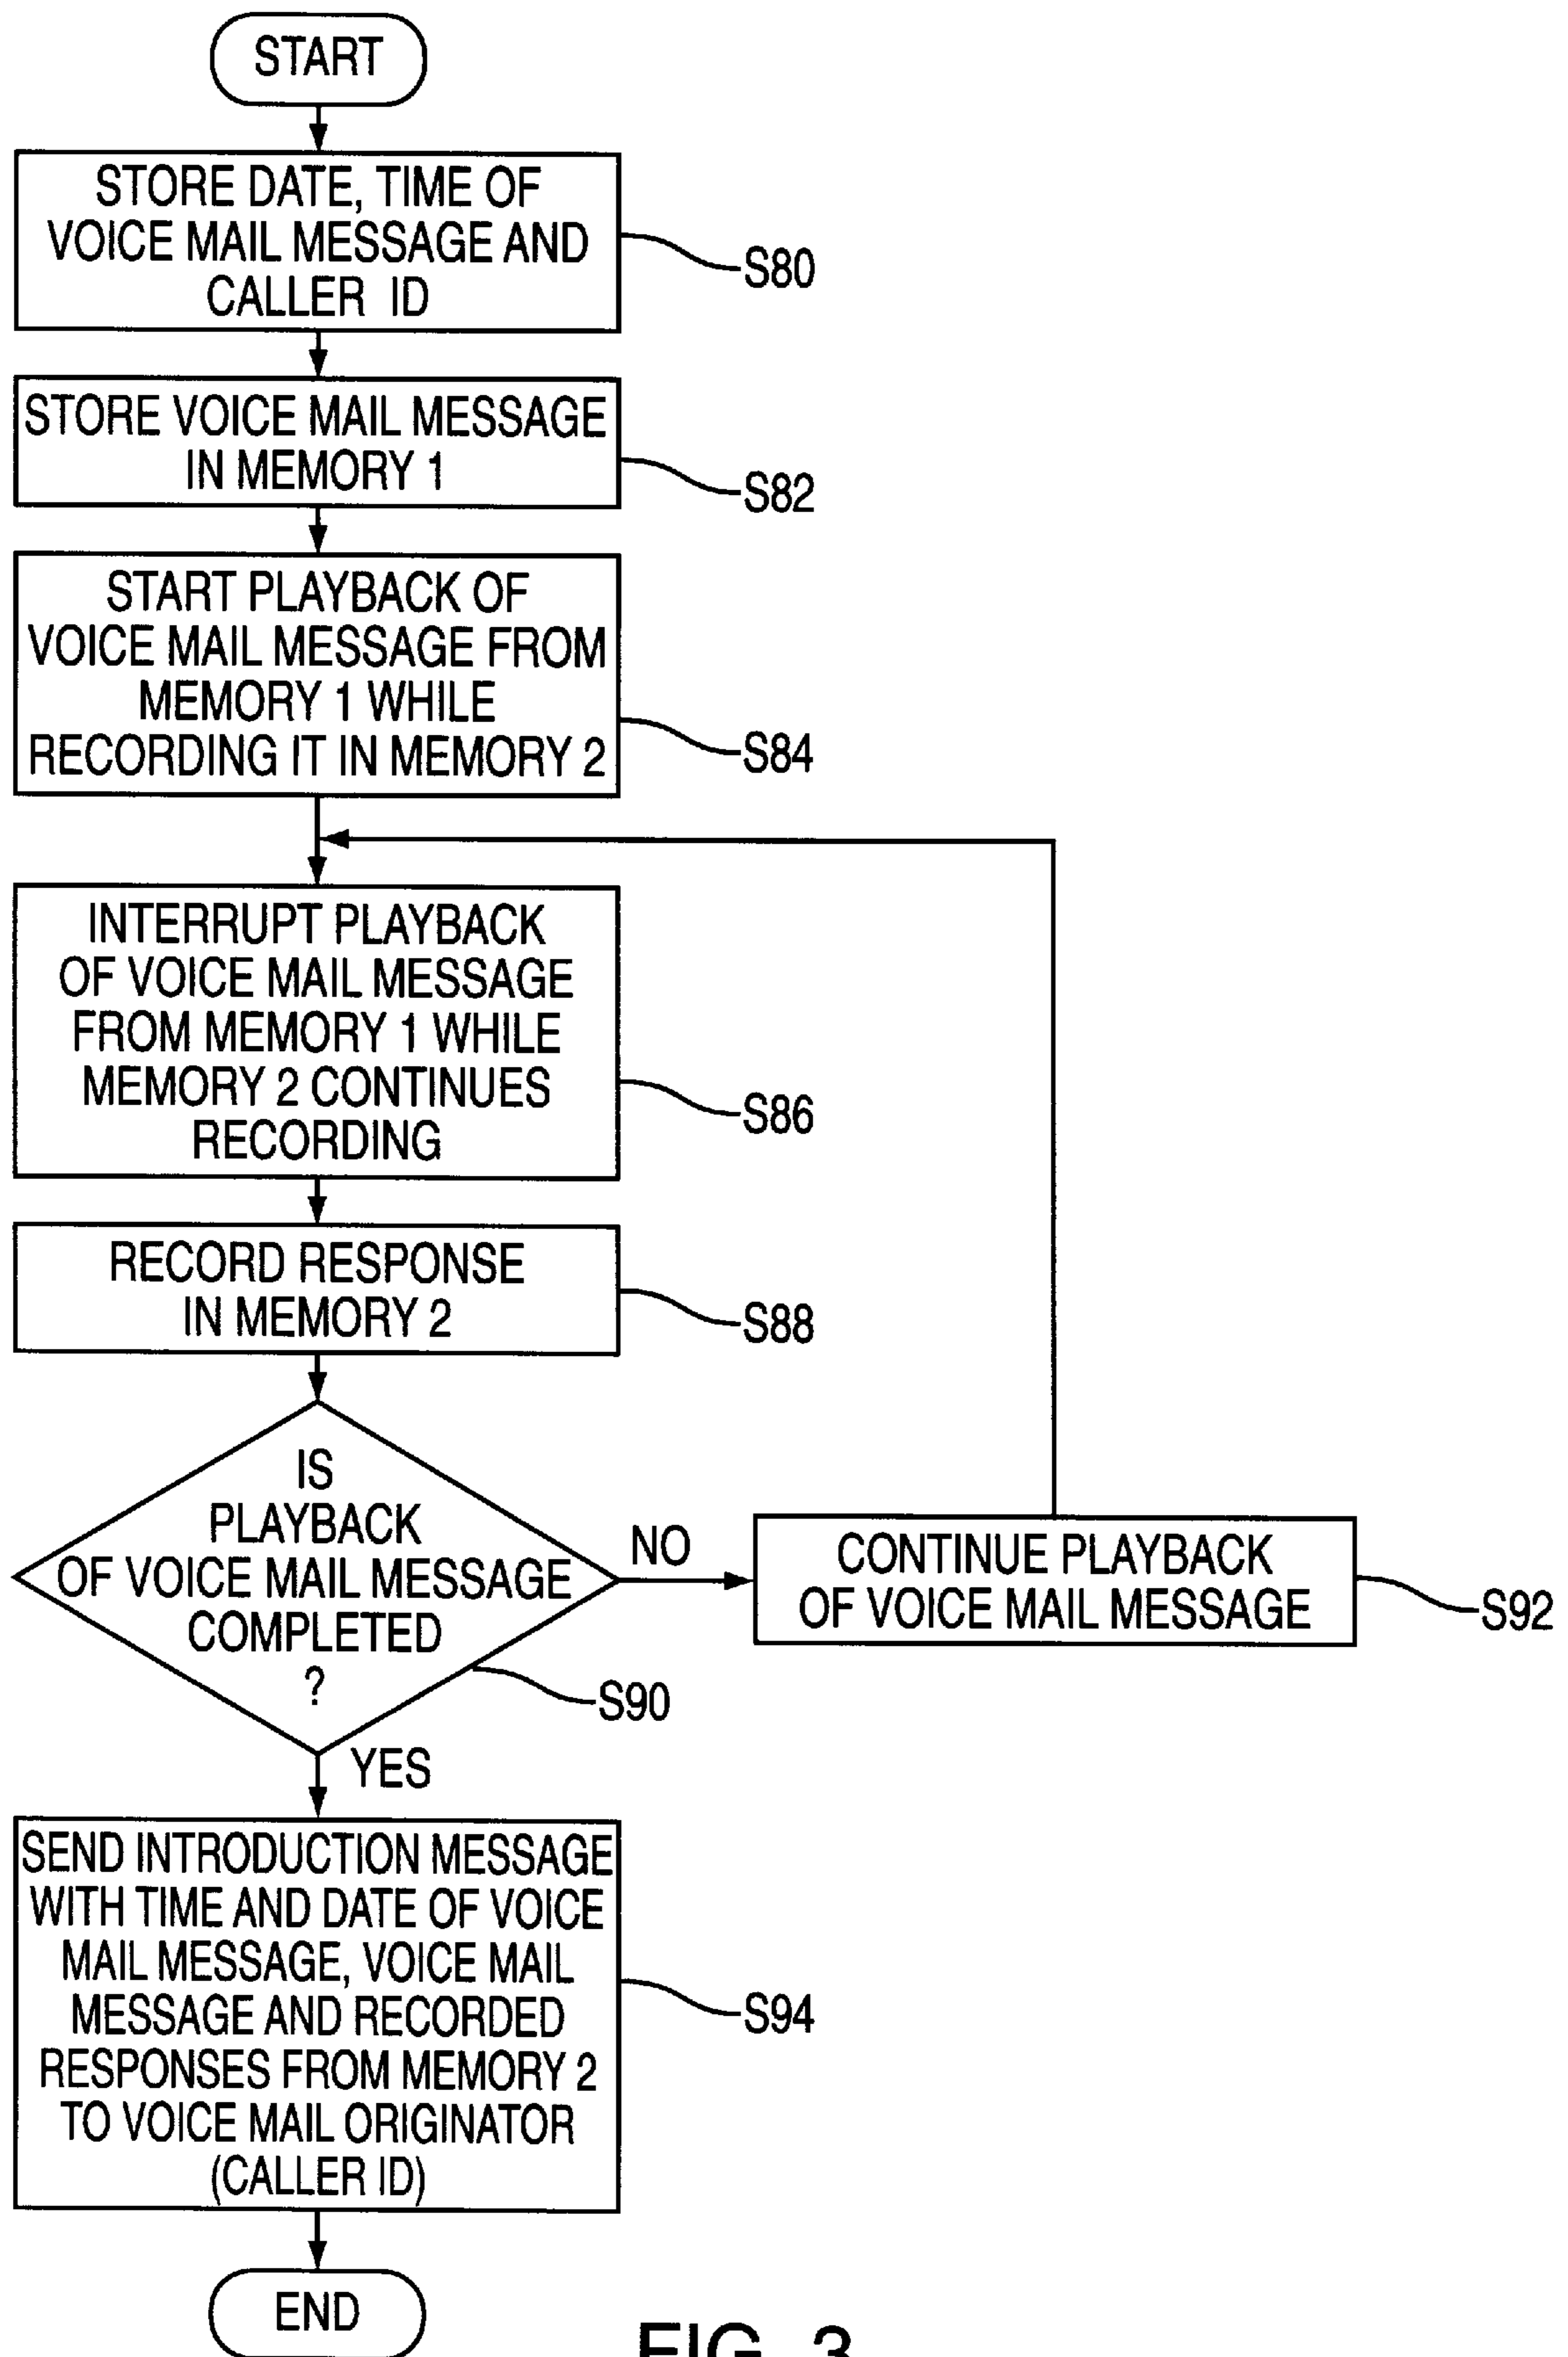 START
STORE DATE, TIME OF
VOICE MAIL MESSAGE AND
CALLER ID
S80
STORE VOICE MAIL MESSAGE
IN MEMORY 1
S82
START PLAYBACK OF
VOICE MAIL MESSAGE FROM
MEMORY 1 WHILE
RECORDING IT IN MEMORY 2
S84
INTERRUPT PLAYBACK
OF VOICE MAIL MESSAGE
FROM MEMORY 1 WHILE
MEMORY 2 CONTINUES
RECORDING
S86
RECORD RESPONSE
IN MEMORY 2
S88
IS
PLAYBACK
OF VOICE MAIL MESSAGE
COMPLETED
?
S90
NO
CONTINUE PLAYBACK
OF VOICE MAIL MESSAGE
S92
YES
SEND INTRODUCTION MESSAGE
WITH TIME AND DATE OF VOICE
MAIL MESSAGE, VOICE MAIL
MESSAGE AND RECORDED
RESPONSES FROM MEMORY 2
TO VOICE MAIL ORIGINATOR
(CALLER ID)
S94
END
FIG. 3